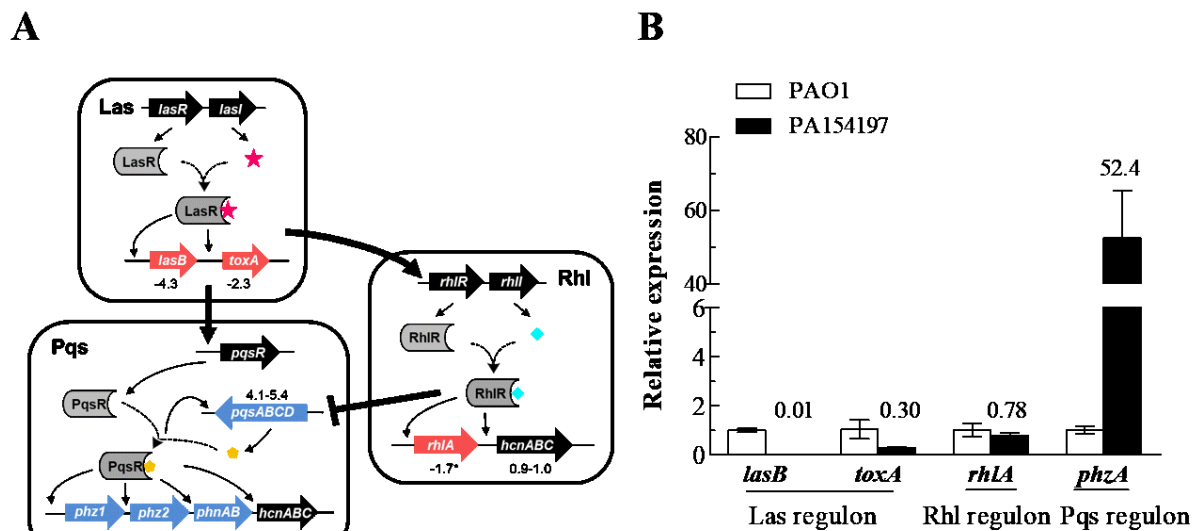 A
Las
lasR
lasI
LasR
LasR
lasB
toxA
-4.3
-2.3
Rhl
rhlR
rhlI
RhlR
RhlR
rhlA
hcnABC
-1.7*
0.9-1.0
Pqs
pqsR
PqsR
4.1-5.4
pqsABCD
PqsR
phz1
phz2
phnAB
hcnABC
B
PAO1
PA154197
Relative expression
80
60
40
6
4
2
0
0.01
0.30
0.78
52.4
lasB toxA rhlA phzA
Las regulon Rhl regulon Pqs regulon